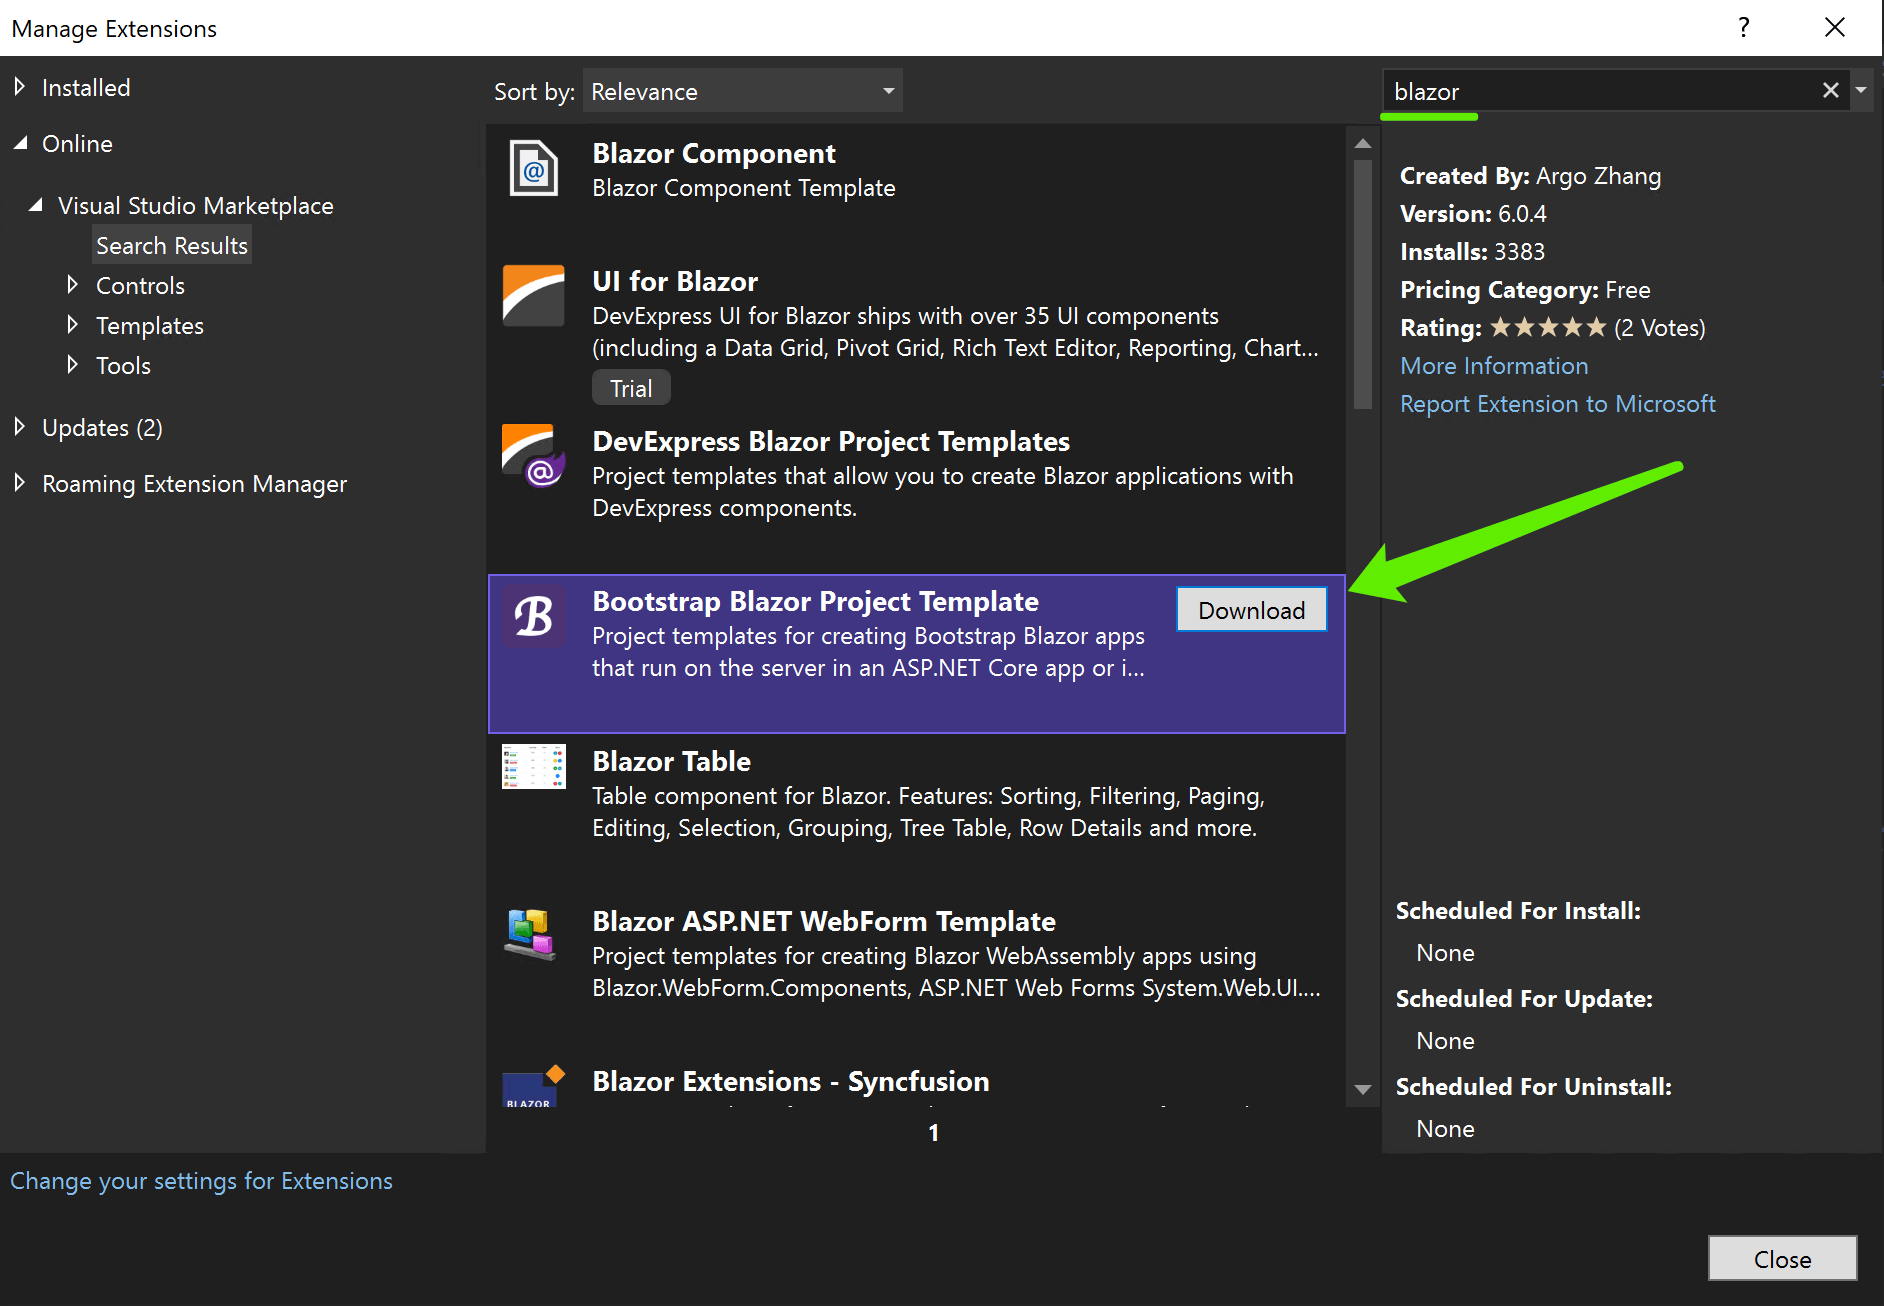 Manage Extensions
?
Installed
Online
Visual Studio Marketplace
Search Results
Controls
Templates
Tools
Updates (2)
Roaming Extension Manager
Sort by: Relevance
Blazor Component
Blazor Component Template
UI for Blazor
DevExpress UI for Blazor ships with over 35 UI components
(including a Data Grid, Pivot Grid, Rich Text Editor, Reporting, Chart...
Trial
DevExpress Blazor Project Templates
Project templates that allow you to create Blazor applications with
DevExpress components.
B
Bootstrap Blazor Project Template
Download
Project templates for creating Bootstrap Blazor apps
that run on the server in an ASP.NET Core app or i...
Blazor Table
Table component for Blazor. Features: Sorting, Filtering, Paging,
Editing, Selection, Grouping, Tree Table, Row Details and more.
Blazor ASP.NET WebForm Template
Project templates for creating Blazor WebAssembly apps using
Blazor.WebForm.Components, ASP.NET Web Forms System.Web.UI....
BLAZOR
Blazor Extensions - Syncfusion
1
blazor
Created By: Argo Zhang
Version: 6.0.4
Installs: 3383
Pricing Category: Free
Rating: ★★★★★ (2 Votes)
More Information
Report Extension to Microsoft
Scheduled For Install:
None
Scheduled For Update:
None
Scheduled For Uninstall:
None
Change your settings for Extensions
Close